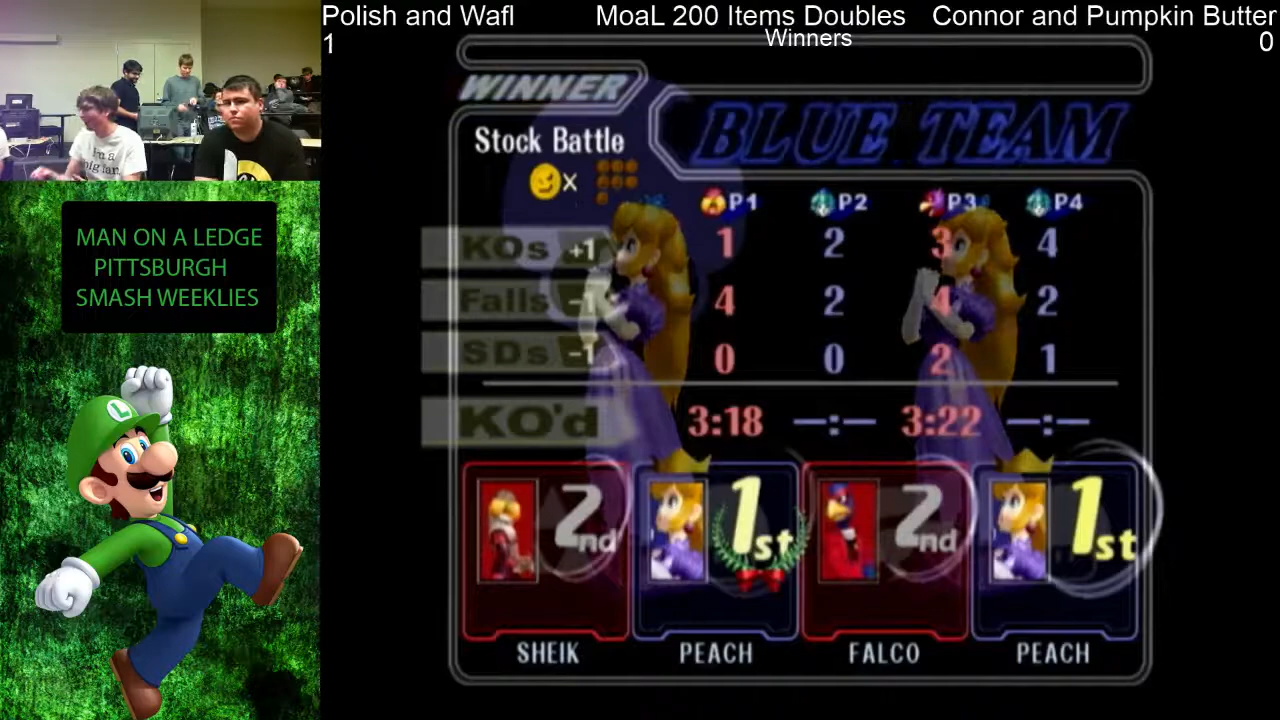 Polish and Wafl MoaL 200 Items Doubles Connor and Pumpkin Butter
1 Winners 0
WINNER
BLUE TEAM
Stock Battle
X
P1 P2 P3 P4
KOs +1 1 2 3 4
Falls -1 4 2 4 2
SDs -1 0 0 2 1
KO'd 3:18 -:- 3:22 -:-
2nd 1st 2nd 1st
SHEIK PEACH FALCO PEACH
MAN ON A LEDGE
PITTSBURGH
SMASH WEEKLIES
L